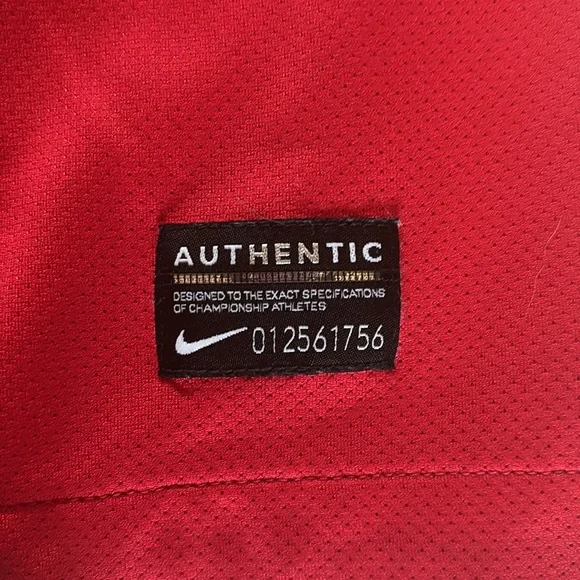 AUTHENTIC
DESIGNED TO THE EXACT SPECIFICATIONS
OF CHAMPIONSHIP ATHLETES
012561756